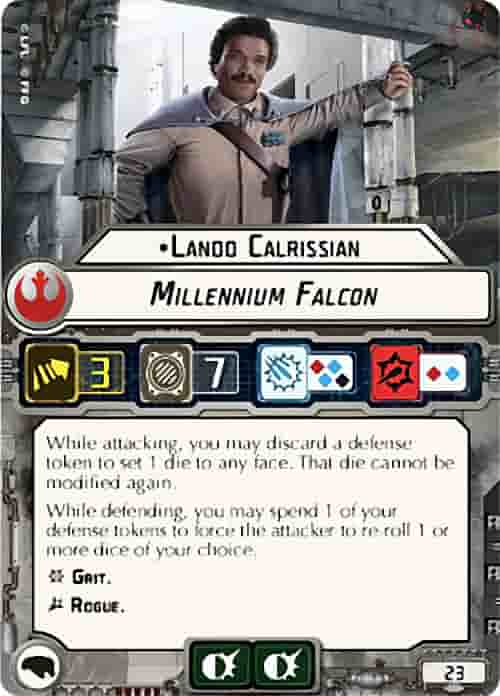 0
•Lando Calrissian
Millennium Falcon
3 7
While attacking, you may discard a defense
token to set 1 die to any face. That die cannot be
modified again.
While defending, you may spend 1 of your
defense tokens to force the attacker to re-roll 1 or
more dice of your choice.
Grit.
Rogue.
23